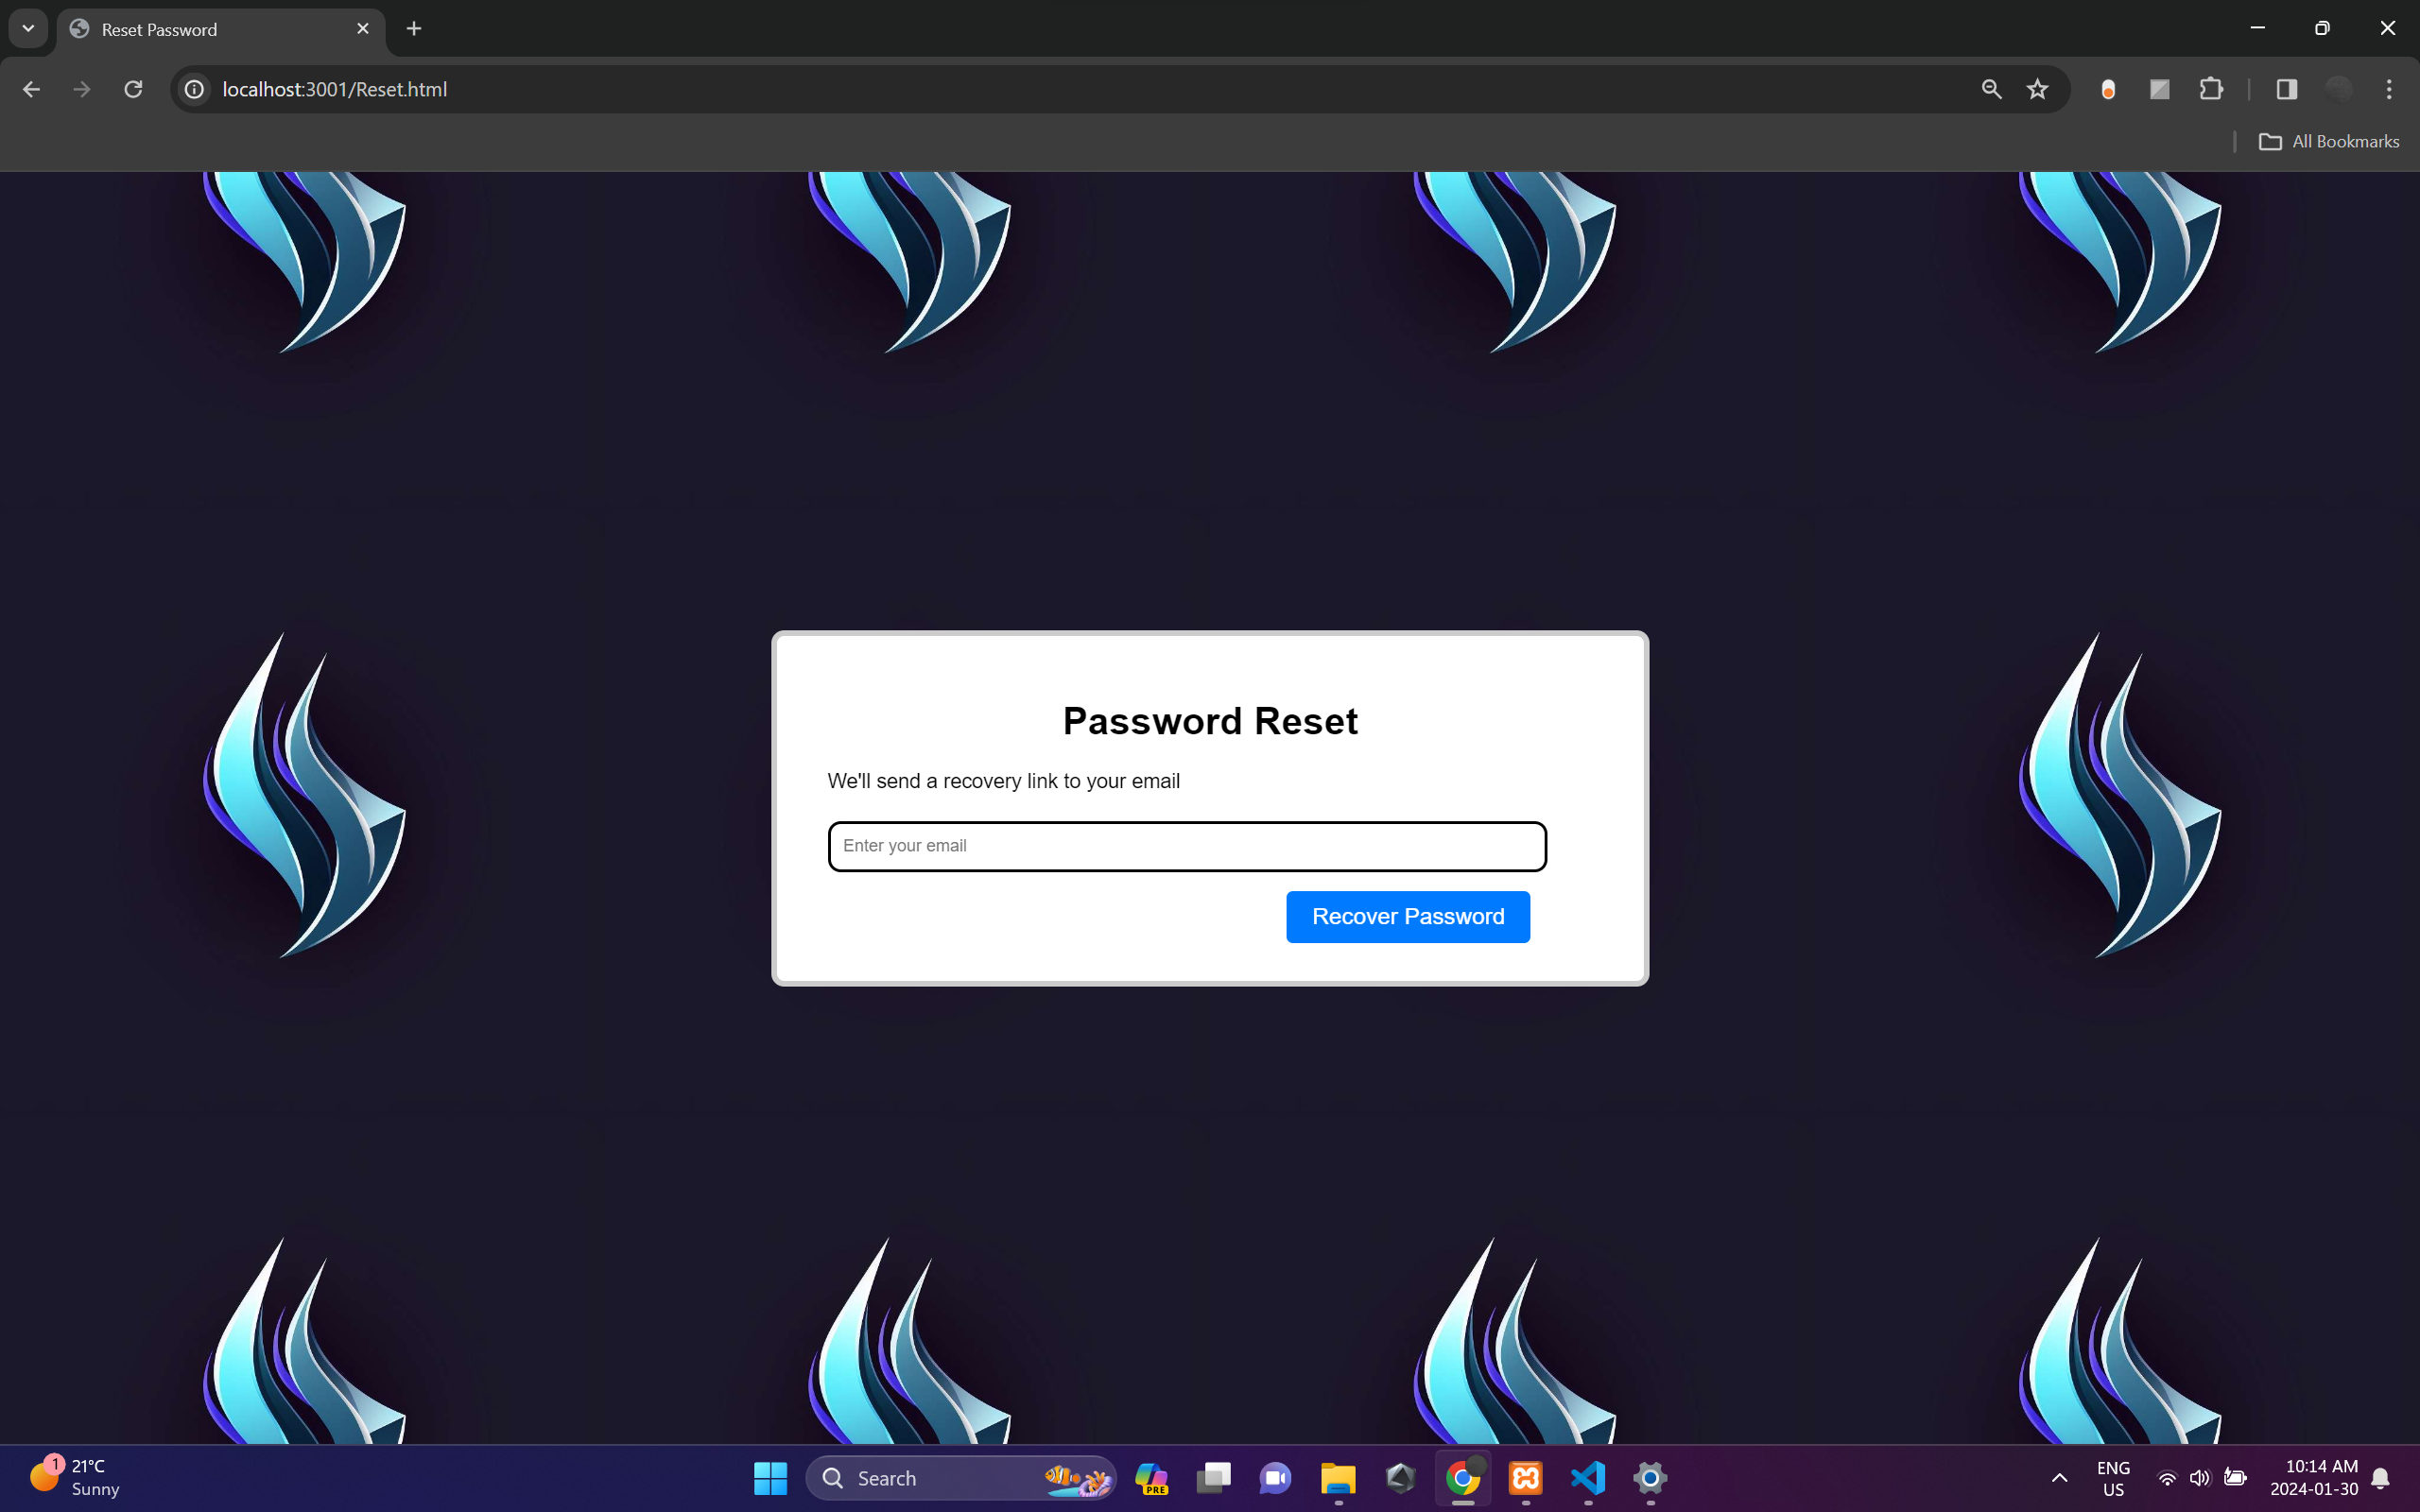 Reset Password
localhost:3001/Reset.html
All Bookmarks
Password Reset
We'll send a recovery link to your email
Enter your email
Recover Password
1
21°C
Sunny
Search
PRE
ENG
US
10:14 AM
2024-01-30